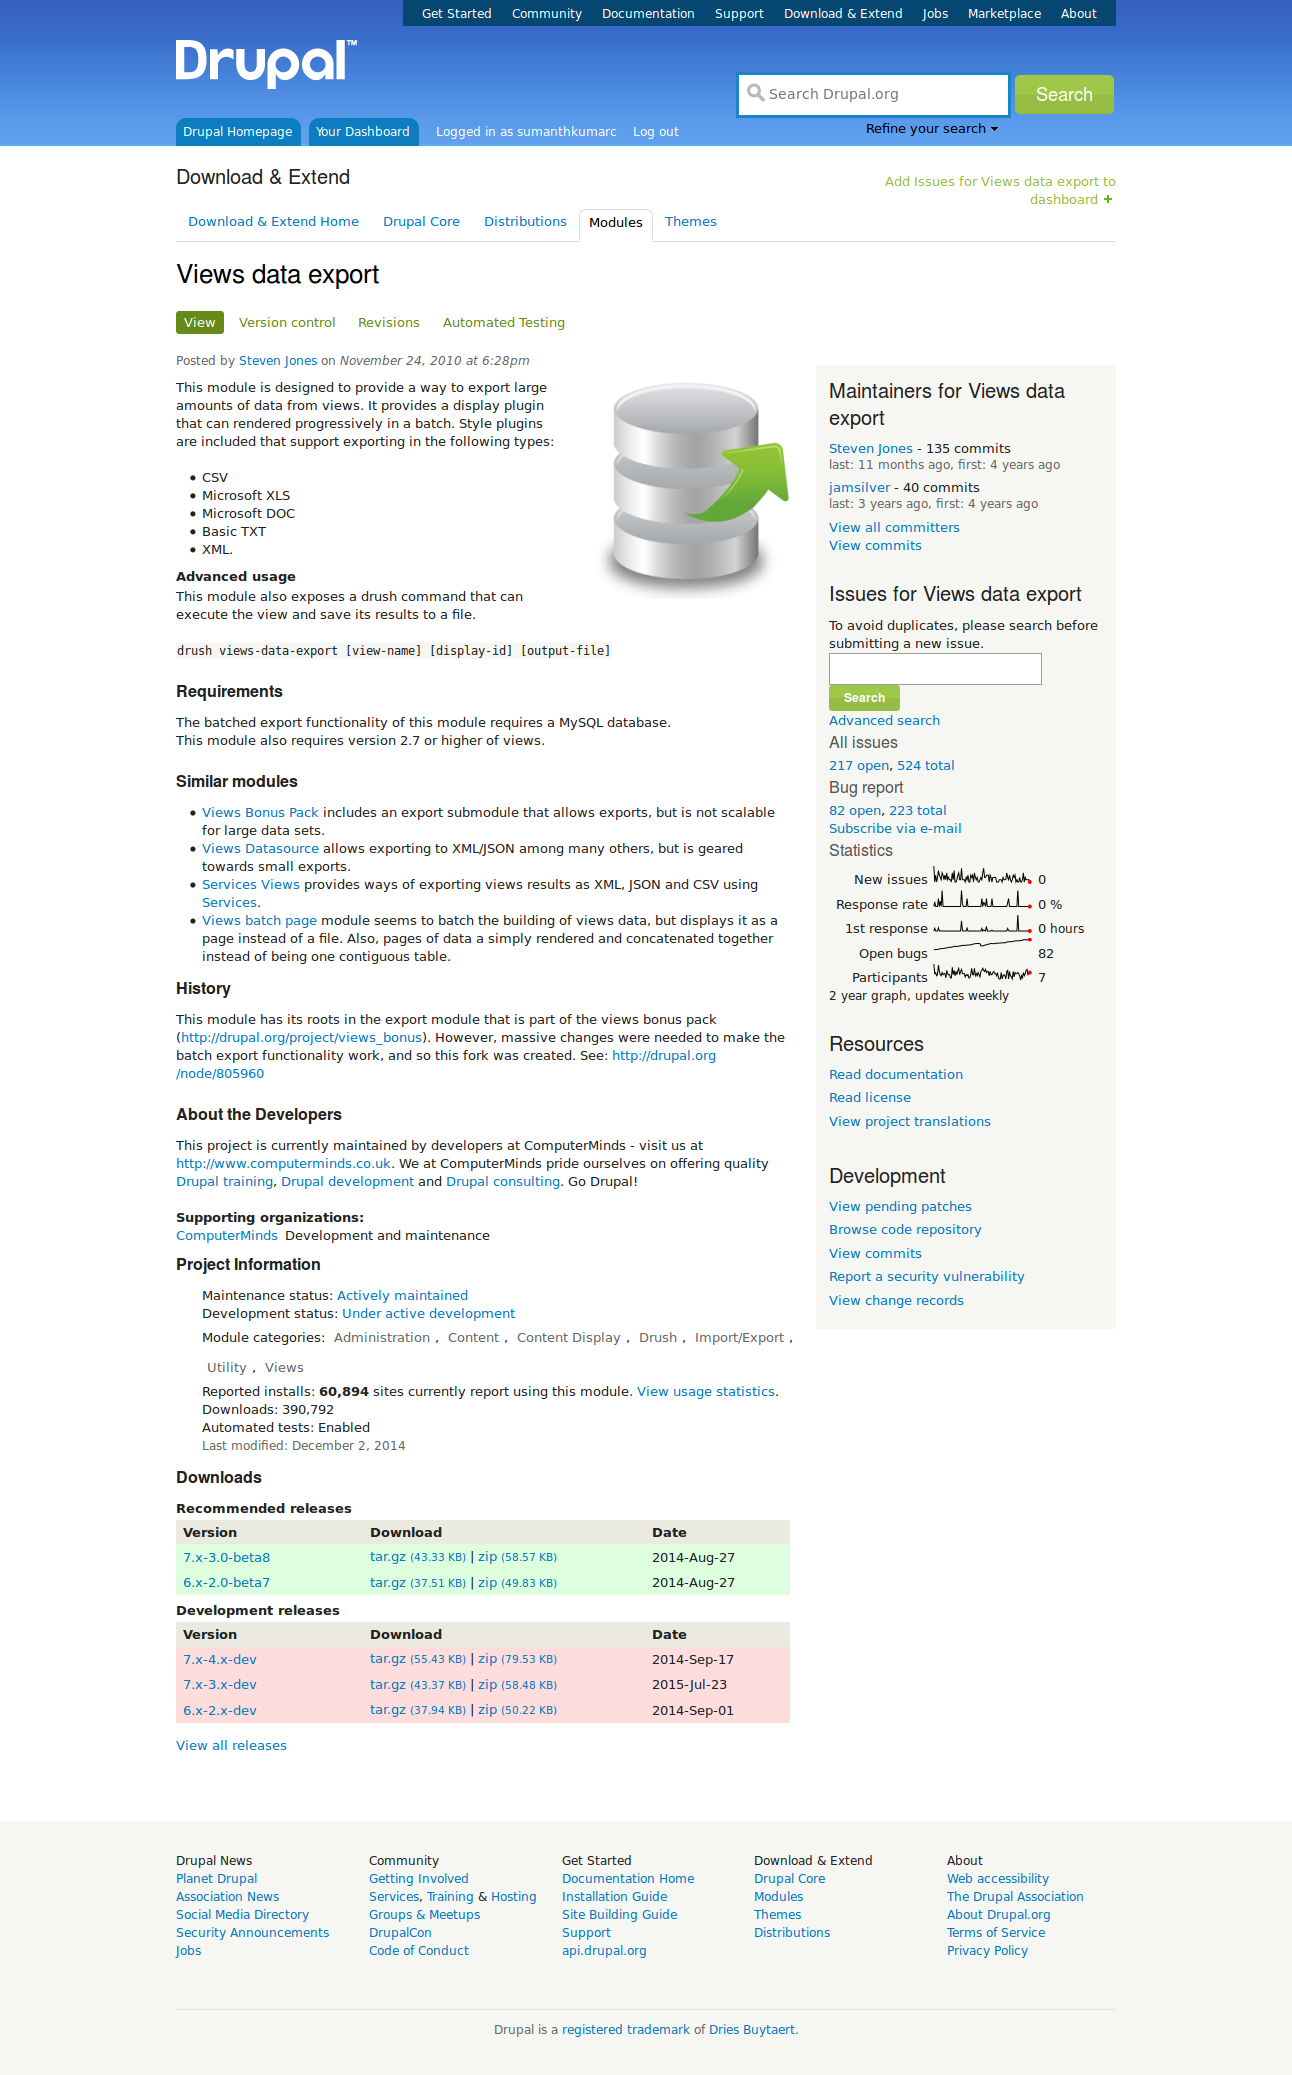 Get Started Community Documentation Support Download & Extend Jobs Marketplace About
Drupal™
Search Drupal.org Search
Refine your search
Drupal Homepage Your Dashboard Logged in as sumanthkumarc Log out
Download & Extend
Add Issues for Views data export to
dashboard +
Download & Extend Home Drupal Core Distributions Modules Themes
Views data export
View Version control Revisions Automated Testing
Posted by Steven Jones on November 24, 2010 at 6:28pm
This module is designed to provide a way to export large
amounts of data from views. It provides a display plugin
that can rendered progressively in a batch. Style plugins
are included that support exporting in the following types:
• CSV
• Microsoft XLS
• Microsoft DOC
• Basic TXT
• XML.
Advanced usage
This module also exposes a drush command that can
execute the view and save its results to a file.
drush views-data-export [view-name] [display-id] [output-file]
Requirements
The batched export functionality of this module requires a MySQL database.
This module also requires version 2.7 or higher of views.
Similar modules
• Views Bonus Pack includes an export submodule that allows exports, but is not scalable
for large data sets.
• Views Datasource allows exporting to XML/JSON among many others, but is geared
towards small exports.
• Services Views provides ways of exporting views results as XML, JSON and CSV using
Services.
• Views batch page module seems to batch the building of views data, but displays it as a
page instead of a file. Also, pages of data a simply rendered and concatenated together
instead of being one contiguous table.
History
This module has its roots in the export module that is part of the views bonus pack
(http://drupal.org/project/views_bonus). However, massive changes were needed to make the
batch export functionality work, and so this fork was created. See: http://drupal.org
/node/805960
About the Developers
This project is currently maintained by developers at ComputerMinds - visit us at
http://www.computerminds.co.uk. We at ComputerMinds pride ourselves on offering quality
Drupal training, Drupal development and Drupal consulting. Go Drupal!
Supporting organizations:
ComputerMinds Development and maintenance
Project Information
Maintenance status: Actively maintained
Development status: Under active development
Module categories: Administration , Content , Content Display , Drush , Import/Export ,
Utility , Views
Reported installs: 60,894 sites currently report using this module. View usage statistics.
Downloads: 390,792
Automated tests: Enabled
Last modified: December 2, 2014
Downloads
Recommended releases
Version Download Date
7.x-3.0-beta8 tar.gz (43.33 KB) | zip (58.57 KB) 2014-Aug-27
6.x-2.0-beta7 tar.gz (37.51 KB) | zip (49.83 KB) 2014-Aug-27
Development releases
Version Download Date
7.x-4.x-dev tar.gz (55.43 KB) | zip (79.53 KB) 2014-Sep-17
7.x-3.x-dev tar.gz (43.37 KB) | zip (58.48 KB) 2015-Jul-23
6.x-2.x-dev tar.gz (37.94 KB) | zip (50.22 KB) 2014-Sep-01
View all releases
Maintainers for Views data
export
Steven Jones - 135 commits
last: 11 months ago, first: 4 years ago
jamsilver - 40 commits
last: 3 years ago, first: 4 years ago
View all committers
View commits
Issues for Views data export
To avoid duplicates, please search before
submitting a new issue.
Search
Advanced search
All issues
217 open, 524 total
Bug report
82 open, 223 total
Subscribe via e-mail
Statistics
New issues 0
Response rate 0 %
1st response 0 hours
Open bugs 82
Participants 7
2 year graph, updates weekly
Resources
Read documentation
Read license
View project translations
Development
View pending patches
Browse code repository
View commits
Report a security vulnerability
View change records
Drupal News
Planet Drupal
Association News
Social Media Directory
Security Announcements
Jobs
Community
Getting Involved
Services, Training & Hosting
Groups & Meetups
DrupalCon
Code of Conduct
Get Started
Documentation Home
Installation Guide
Site Building Guide
Support
api.drupal.org
Download & Extend
Drupal Core
Modules
Themes
Distributions
About
Web accessibility
The Drupal Association
About Drupal.org
Terms of Service
Privacy Policy
Drupal is a registered trademark of Dries Buytaert.